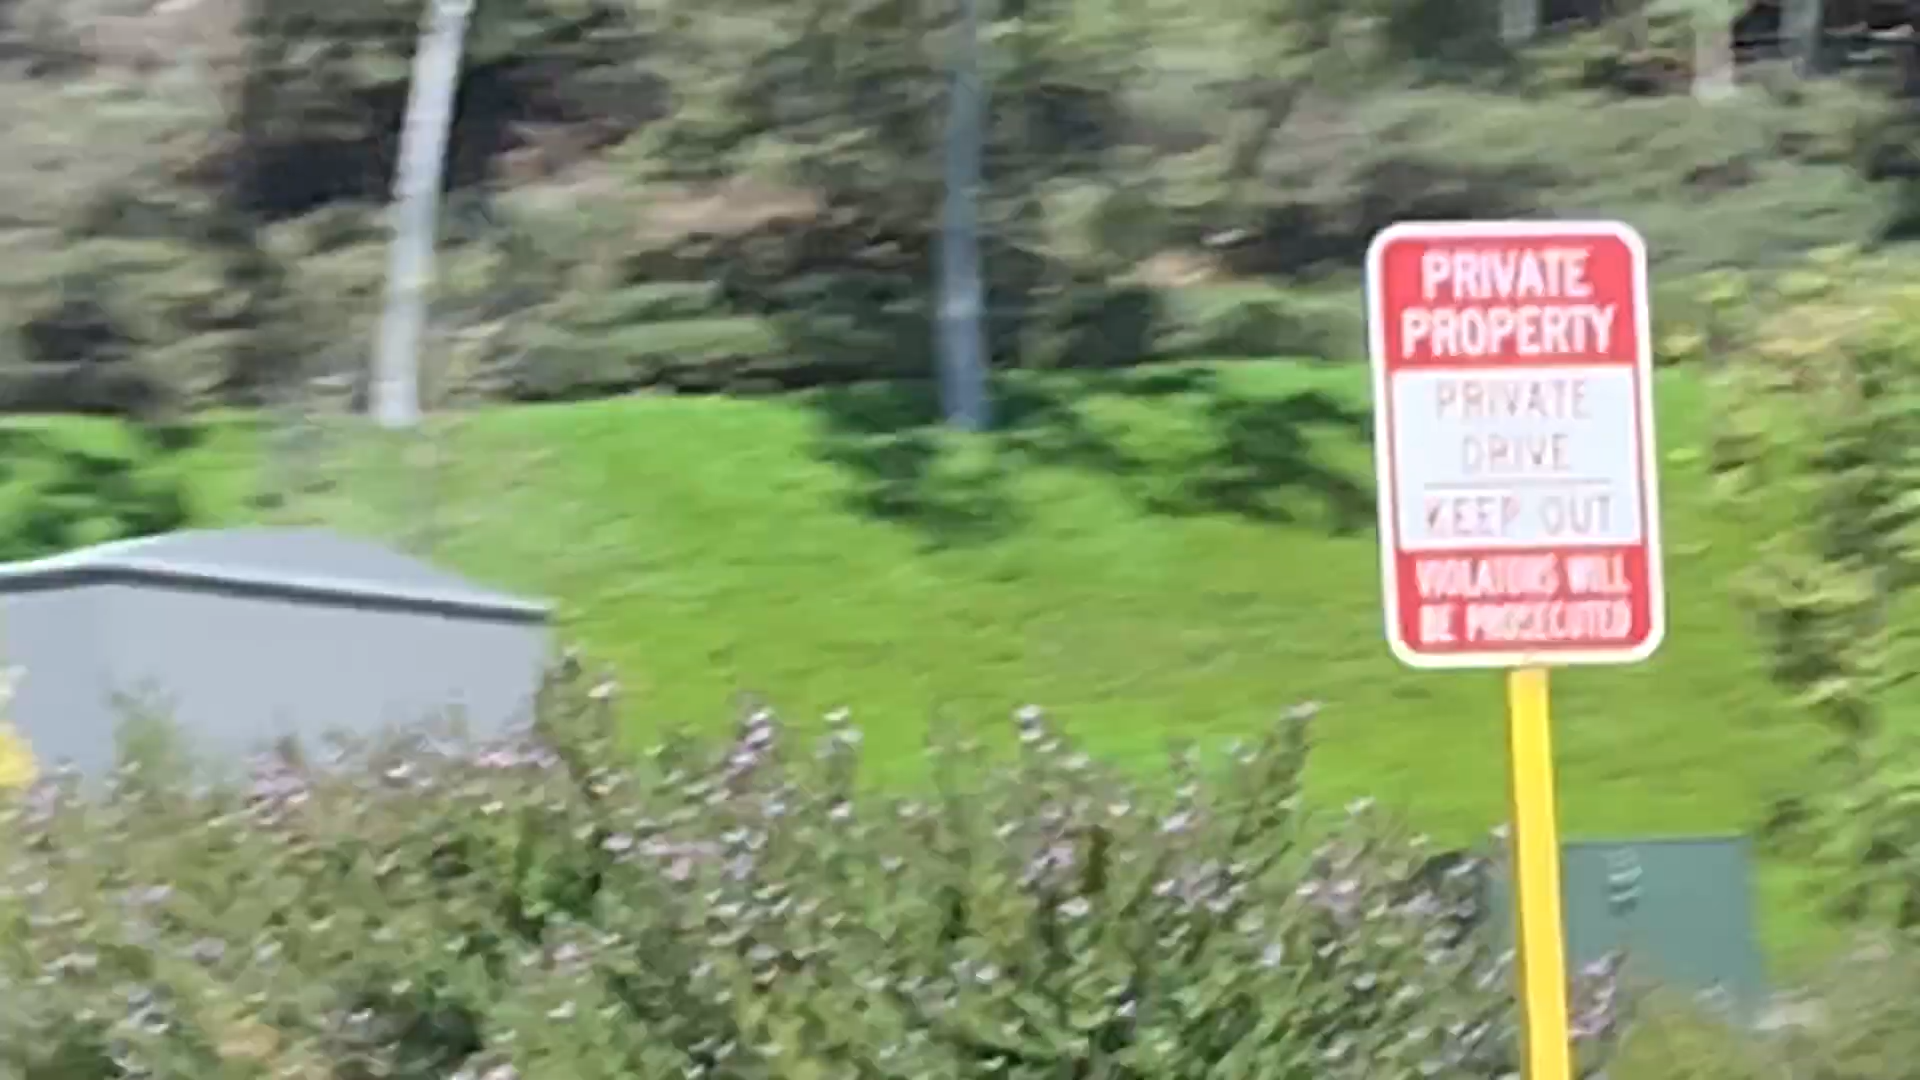 PRIVATE
PROPERTY
PRIVATE
DRIVE
KEEP OUT
VIOLATORS WILL
BE PROSECUTED